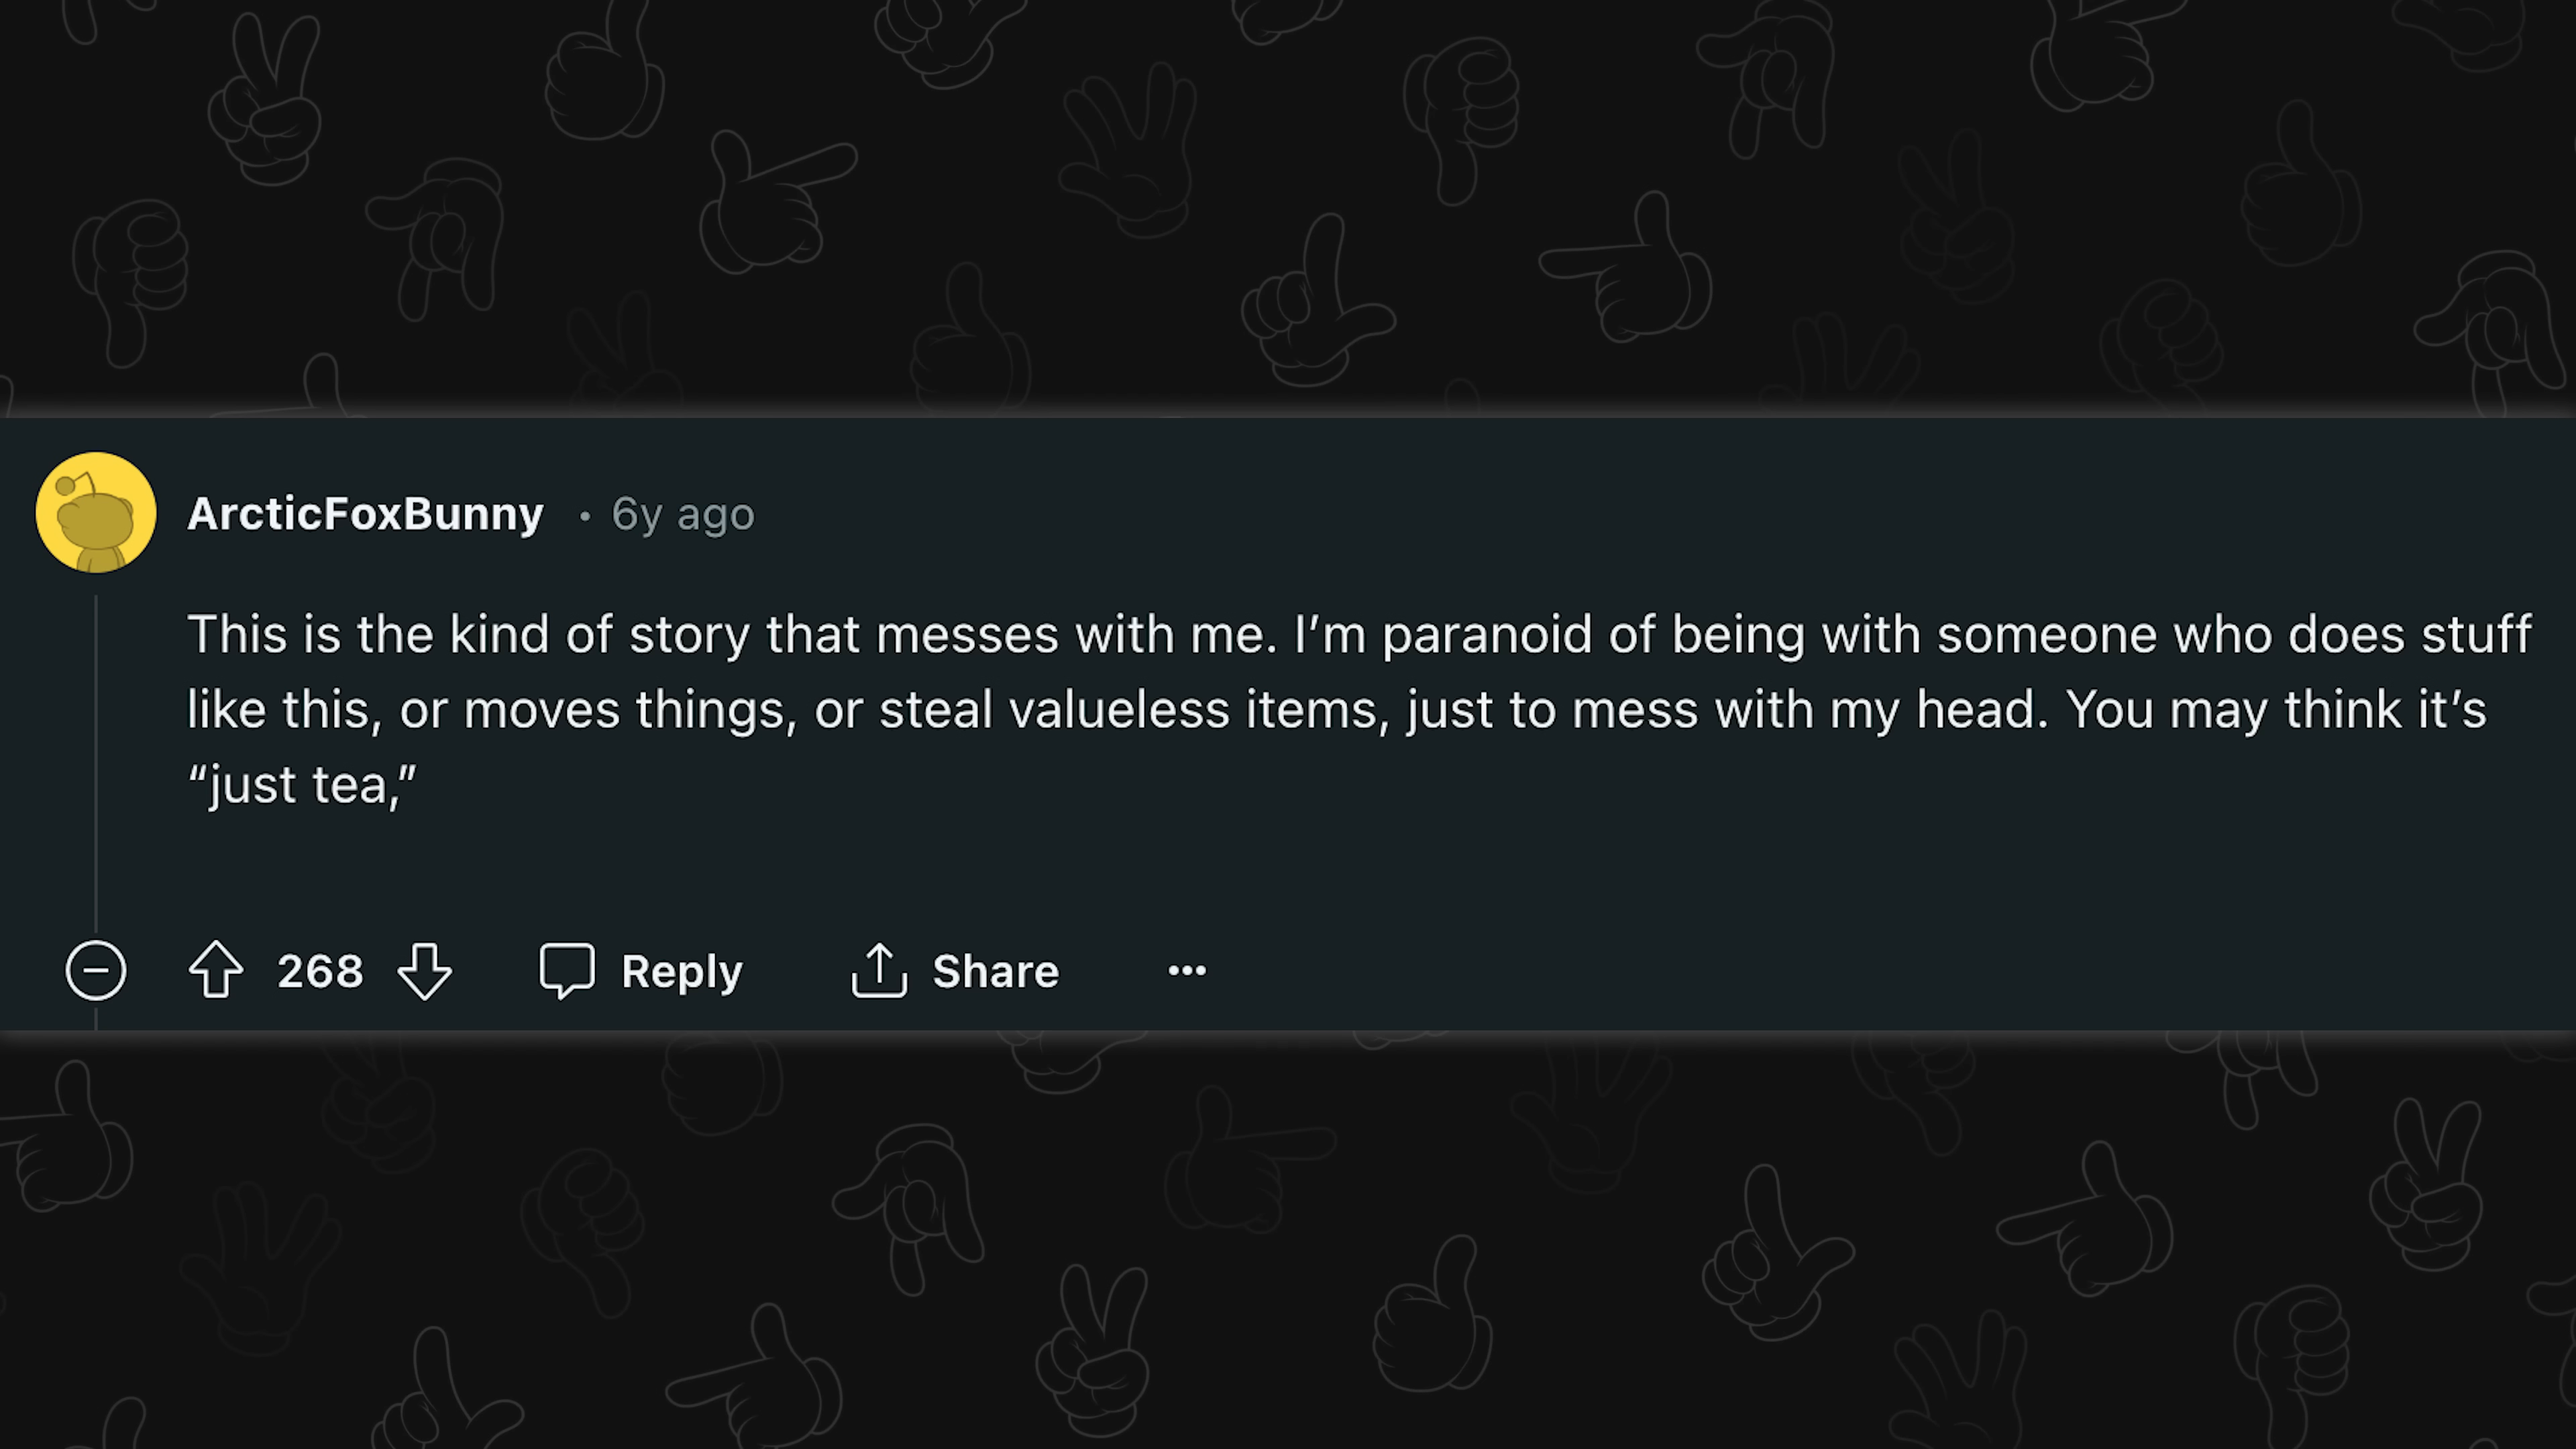 ArcticFoxBunny • 6y ago
This is the kind of story that messes with me. I’m paranoid of being with someone who does stuff
like this, or moves things, or steal valueless items, just to mess with my head. You may think it’s
“just tea,”
268 Reply Share ...